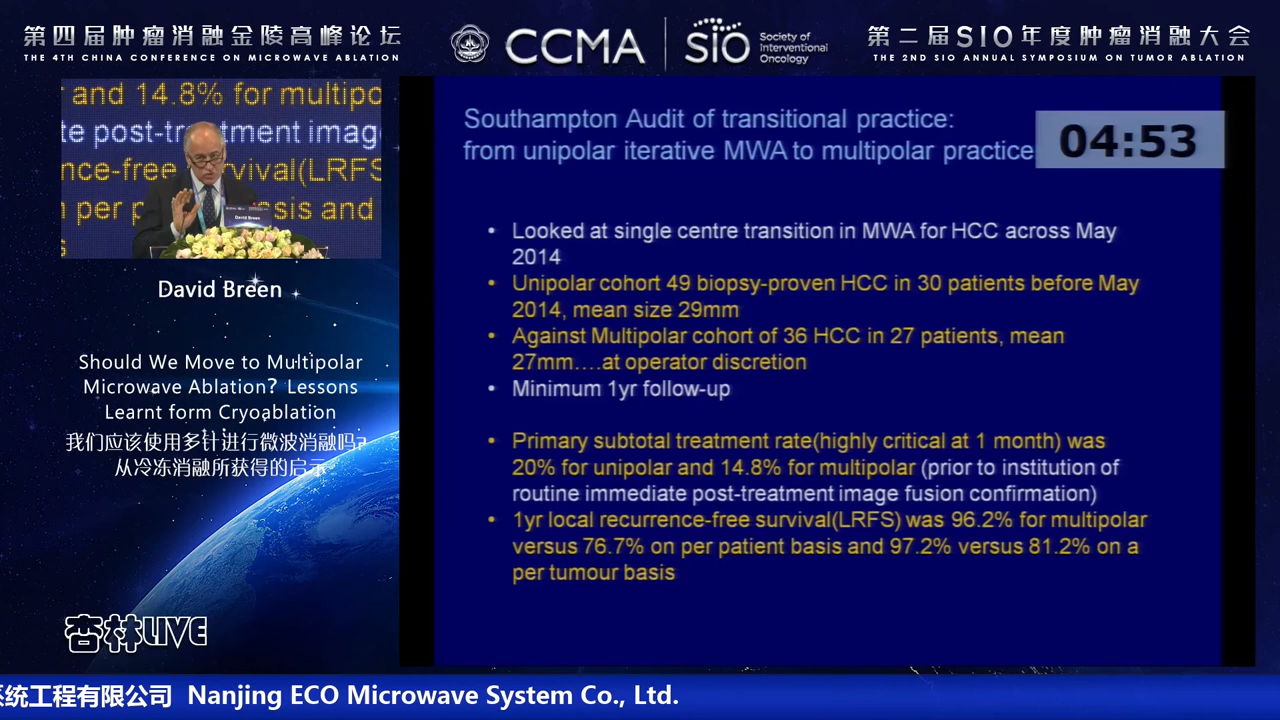 第四届肿瘤消融金陵高峰论坛
THE 4TH CHINA CONFERENCE ON MICROWAVE ABLATION
CCMA
SIO
Society of
Interventional
Oncology
第二届SIO年度肿瘤消融大会
THE 2ND SIO ANNUAL SYMPOSIUM ON TUMOR ABLATION
and 14.8% for multipo
te post-treatment imag
nce-free survival(LRFS
per p sis and
David Breen
David Breen
Should We Move to Multipolar
Microwave Ablation? Lessons
Learnt form Cryoablation
我们应该使用多针进行微波消融吗?
从冷冻消融所获得的启示
杏林LIVE
Southampton Audit of transitional practice:
from unipolar iterative MWA to multipolar practice
04:53
• Looked at single centre transition in MWA for HCC across May
2014
• Unipolar cohort 49 biopsy-proven HCC in 30 patients before May
2014, mean size 29mm
• Against Multipolar cohort of 36 HCC in 27 patients, mean
27mm….at operator discretion
• Minimum 1yr follow-up
• Primary subtotal treatment rate(highly critical at 1 month) was
20% for unipolar and 14.8% for multipolar (prior to institution of
routine immediate post-treatment image fusion confirmation)
• 1yr local recurrence-free survival(LRFS) was 96.2% for multipolar
versus 76.7% on per patient basis and 97.2% versus 81.2% on a
per tumour basis
系统工程有限公司 Nanjing ECO Microwave System Co., Ltd.